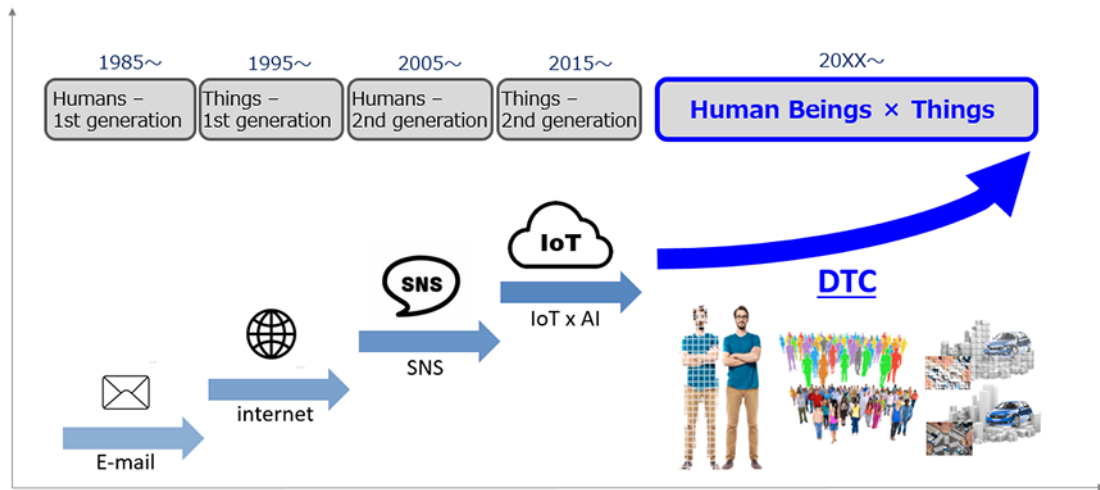 1985～
1995～
2005～
2015～
20XX～
Humans –
1st generation
Things –
1st generation
Humans –
2nd generation
Things –
2nd generation
Human Beings × Things
IoT
SNS
DTC
IoT x AI
SNS
internet
E-mail